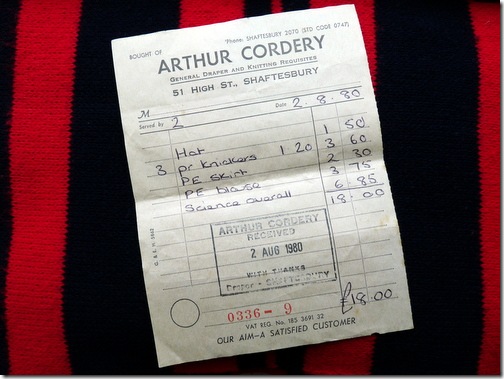 'Phone: SHAFTESBURY 2070 (STD CODE 0747)
BOUGHT OF
ARTHUR CORDERY
GENERAL DRAPER AND KNITTING REQUISITES
51 HIGH ST., SHAFTESBURY
M
Served by 2 Date 2.8.80
Hat 1 50
3 pr knickers 1.20 3 60
PE skirt 2 30
PE blouse 3 75
Science overall 6 85
18.00
ARTHUR CORDERY
RECEIVED
2 AUG 1980
WITH THANKS
Draper - SHAFTESBURY
£18.00
0336-9
VAT REG. No. 185 3691 32
OUR AIM—A SATISFIED CUSTOMER